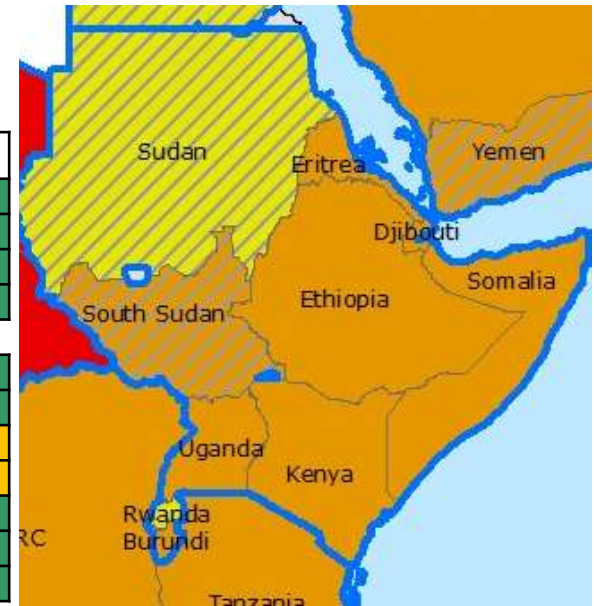 Sudan
Eritrea
Yemen
Djibouti
Somalia
South Sudan
Ethiopia
Uganda
Kenya
Rwanda
RC
Burundi
Tanzania